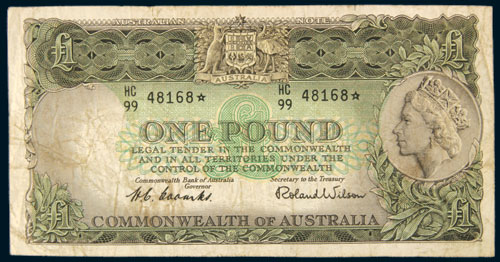 AUSTRALIAN NOTE
£1 £1
AUSTRALIA
HC
99 48168☆
HC
99 48168☆
ONE POUND
LEGAL TENDER IN THE COMMONWEALTH
AND IN ALL TERRITORIES UNDER THE
CONTROL OF THE COMMONWEALTH
Commonwealth Bank of Australia
Governor
Secretary to the Treasury
H.C. Coombs.
Roland Wilson
£1 £1
COMMONWEALTH OF AUSTRALIA